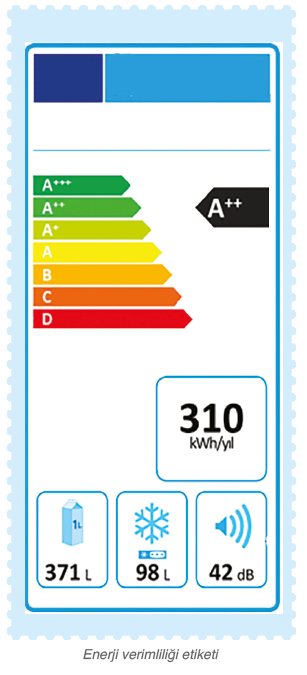 A+++
A++
A+
A
B
C
D
A++
310
kWh/yıl
1L
371 L
98 L
42 dB
Enerji verimliliği etiketi